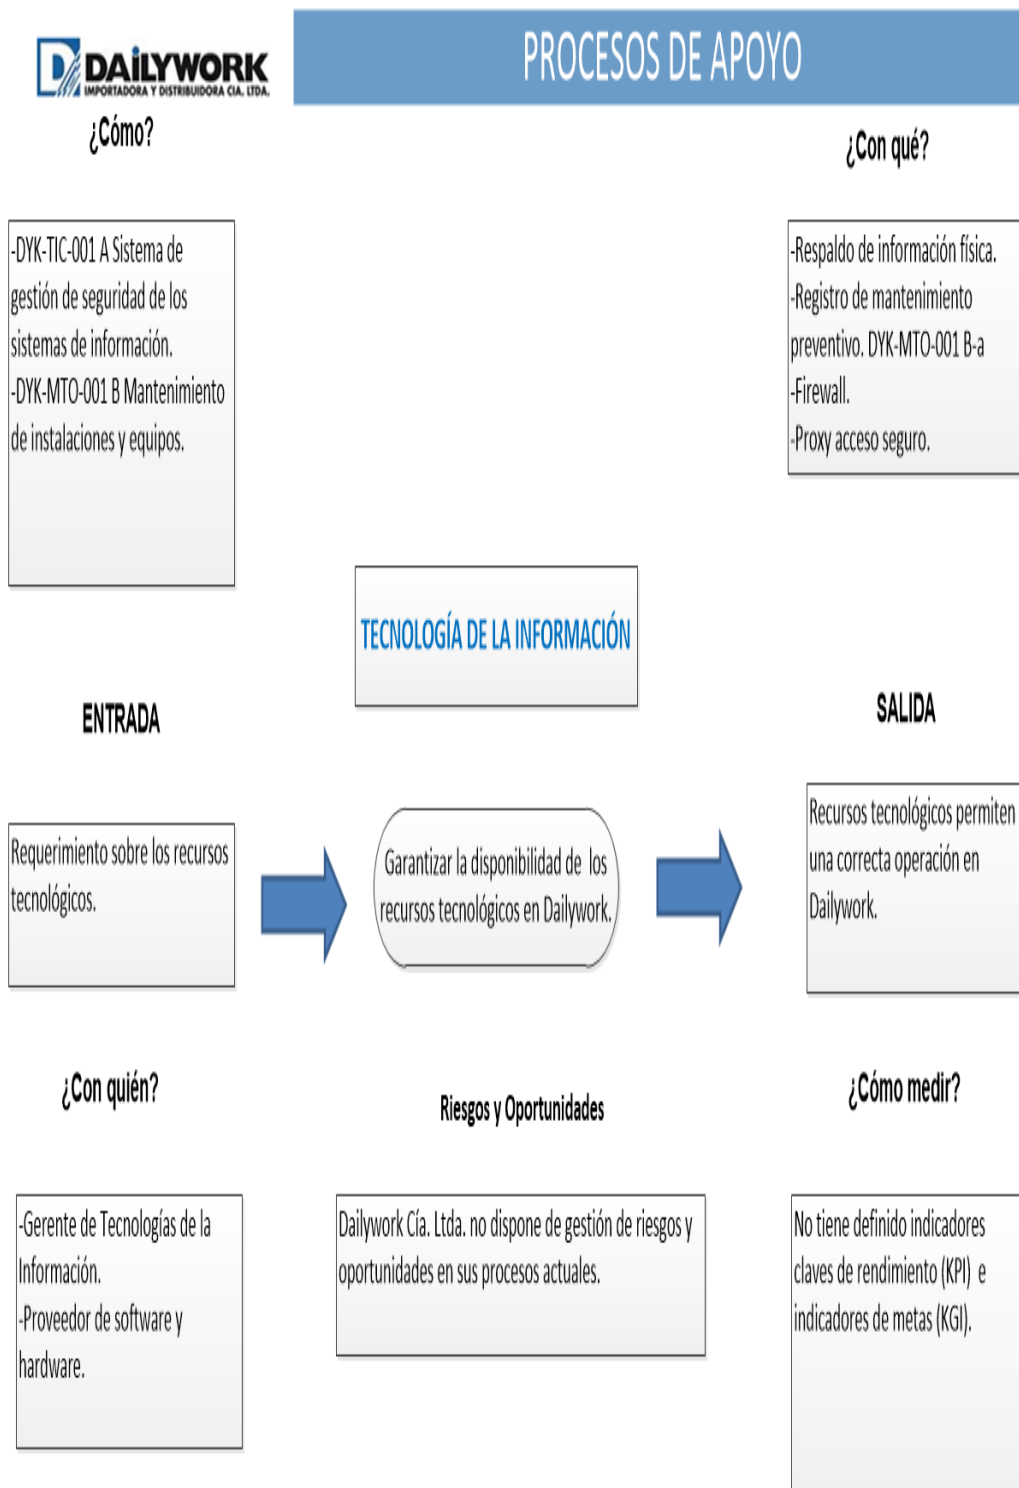 DAiLYWORK
IMPORTADORA Y DISTRIBUIDORA CIA. LTDA.
PROCESOS DE APOYO
¿Cómo?
¿Con qué?
-DYK-TIC-001 A Sistema de
gestión de seguridad de los
sistemas de información.
-DYK-MTO-001 B Mantenimiento
de instalaciones y equipos.
-Respaldo de información física.
-Registro de mantenimiento
preventivo. DYK-MTO-001 B-a
-Firewall.
-Proxy acceso seguro.
TECNOLOGÍA DE LA INFORMACIÓN
ENTRADA
SALIDA
Requerimiento sobre los recursos
tecnológicos.
Garantizar la disponibilidad de los
recursos tecnológicos en Dailywork.
Recursos tecnológicos permiten
una correcta operación en
Dailywork.
¿Con quién?
Riesgos y Oportunidades
¿Cómo medir?
-Gerente de Tecnologías de la
Información.
-Proveedor de software y
hardware.
Dailywork Cía. Ltda. no dispone de gestión de riesgos y
oportunidades en sus procesos actuales.
No tiene definido indicadores
claves de rendimiento (KPI) e
indicadores de metas (KGI).